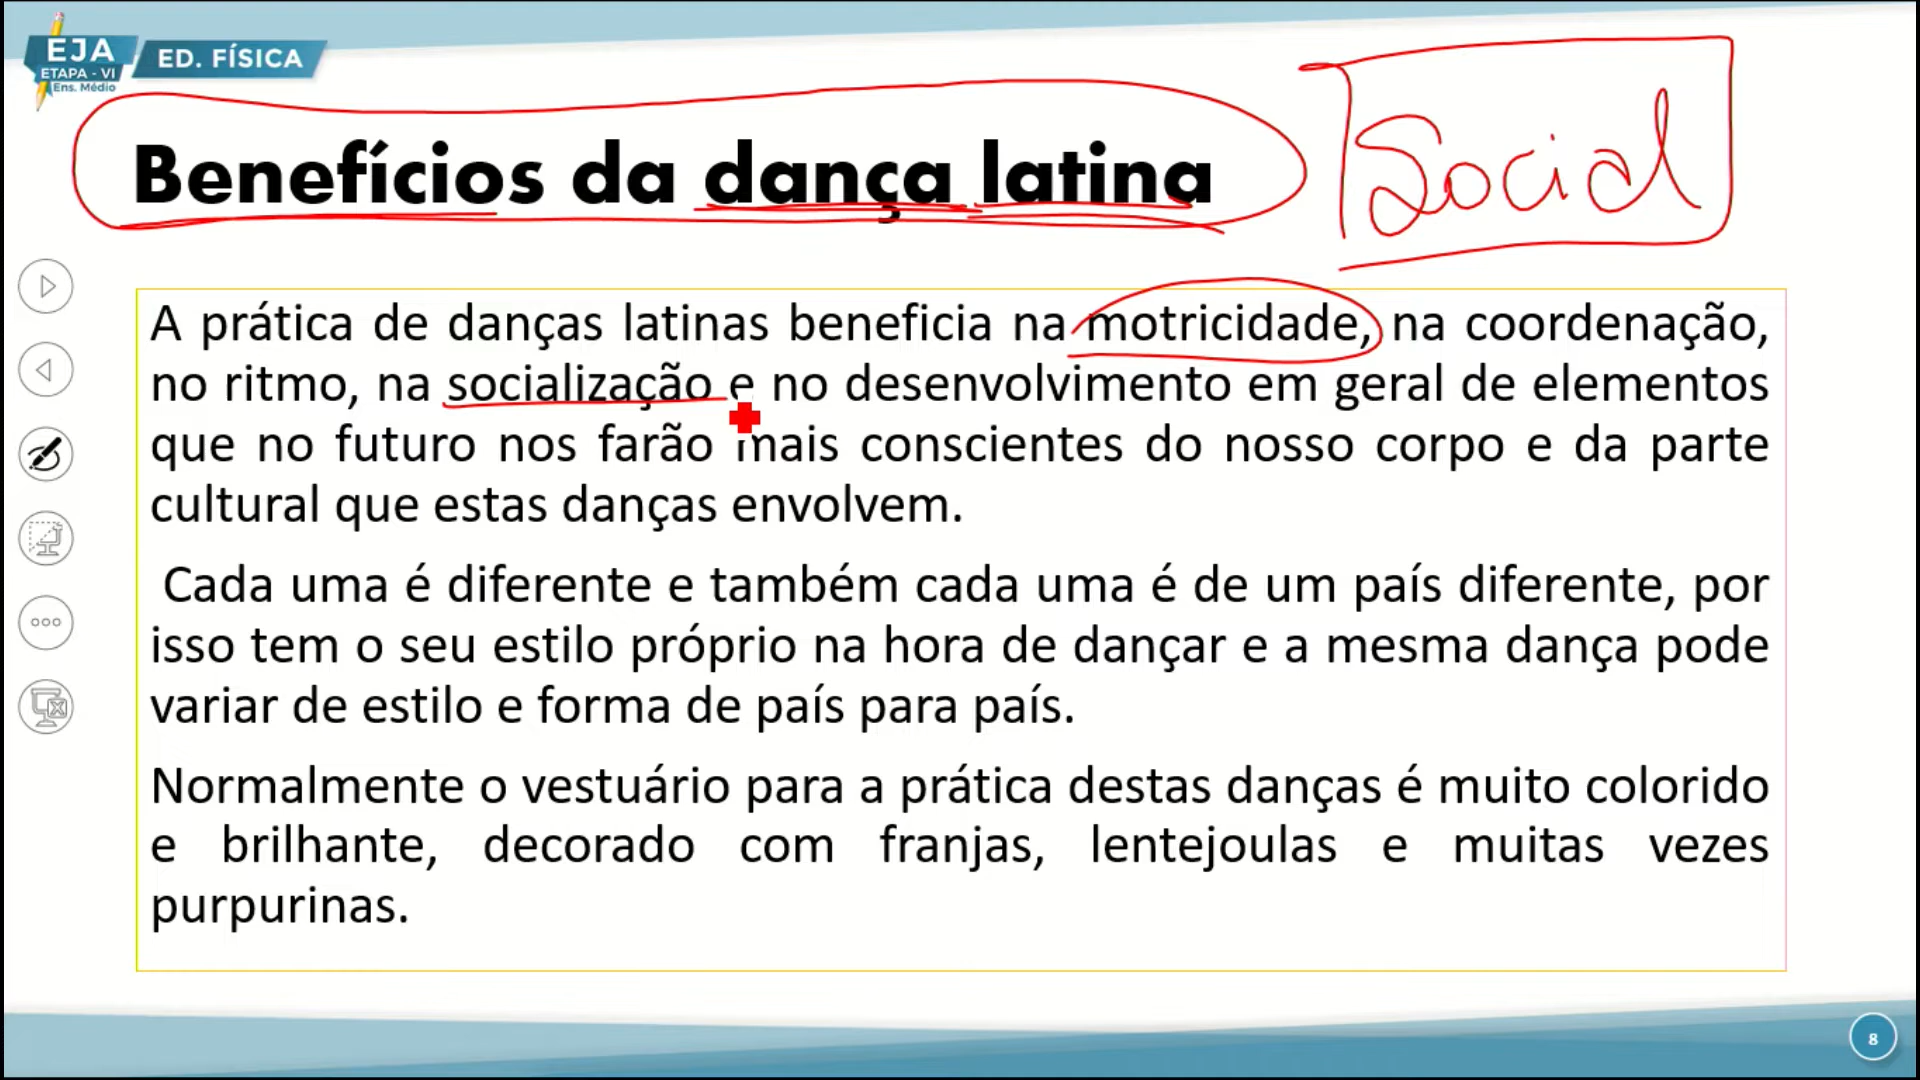 EJA
ETAPA - VI
Ens. Médio
ED. FÍSICA
Benefícios da dança latina
Social
A prática de danças latinas beneficia na motricidade, na coordenação,
no ritmo, na socialização e no desenvolvimento em geral de elementos
que no futuro nos farão mais conscientes do nosso corpo e da parte
cultural que estas danças envolvem.
Cada uma é diferente e também cada uma é de um país diferente, por
isso tem o seu estilo próprio na hora de dançar e a mesma dança pode
variar de estilo e forma de país para país.
Normalmente o vestuário para a prática destas danças é muito colorido
e brilhante, decorado com franjas, lentejoulas e muitas vezes
purpurinas.
8